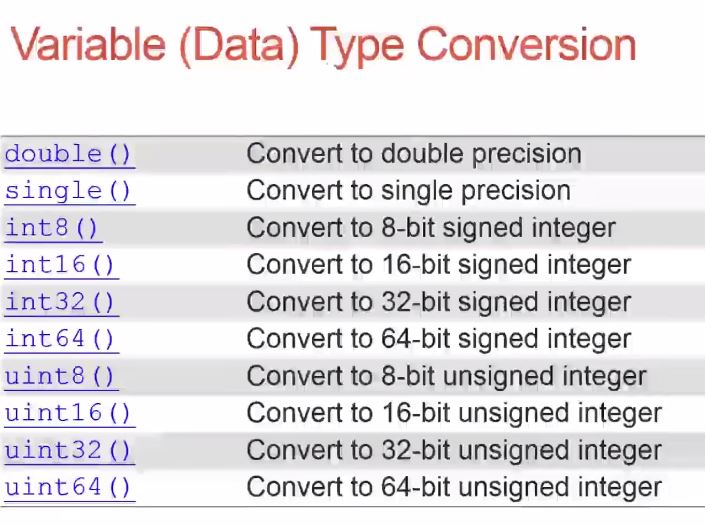 Variable (Data) Type Conversion
double() Convert to double precision
single() Convert to single precision
int8() Convert to 8-bit signed integer
int16() Convert to 16-bit signed integer
int32() Convert to 32-bit signed integer
int64() Convert to 64-bit signed integer
uint8() Convert to 8-bit unsigned integer
uint16() Convert to 16-bit unsigned integer
uint32() Convert to 32-bit unsigned integer
uint64() Convert to 64-bit unsigned integer